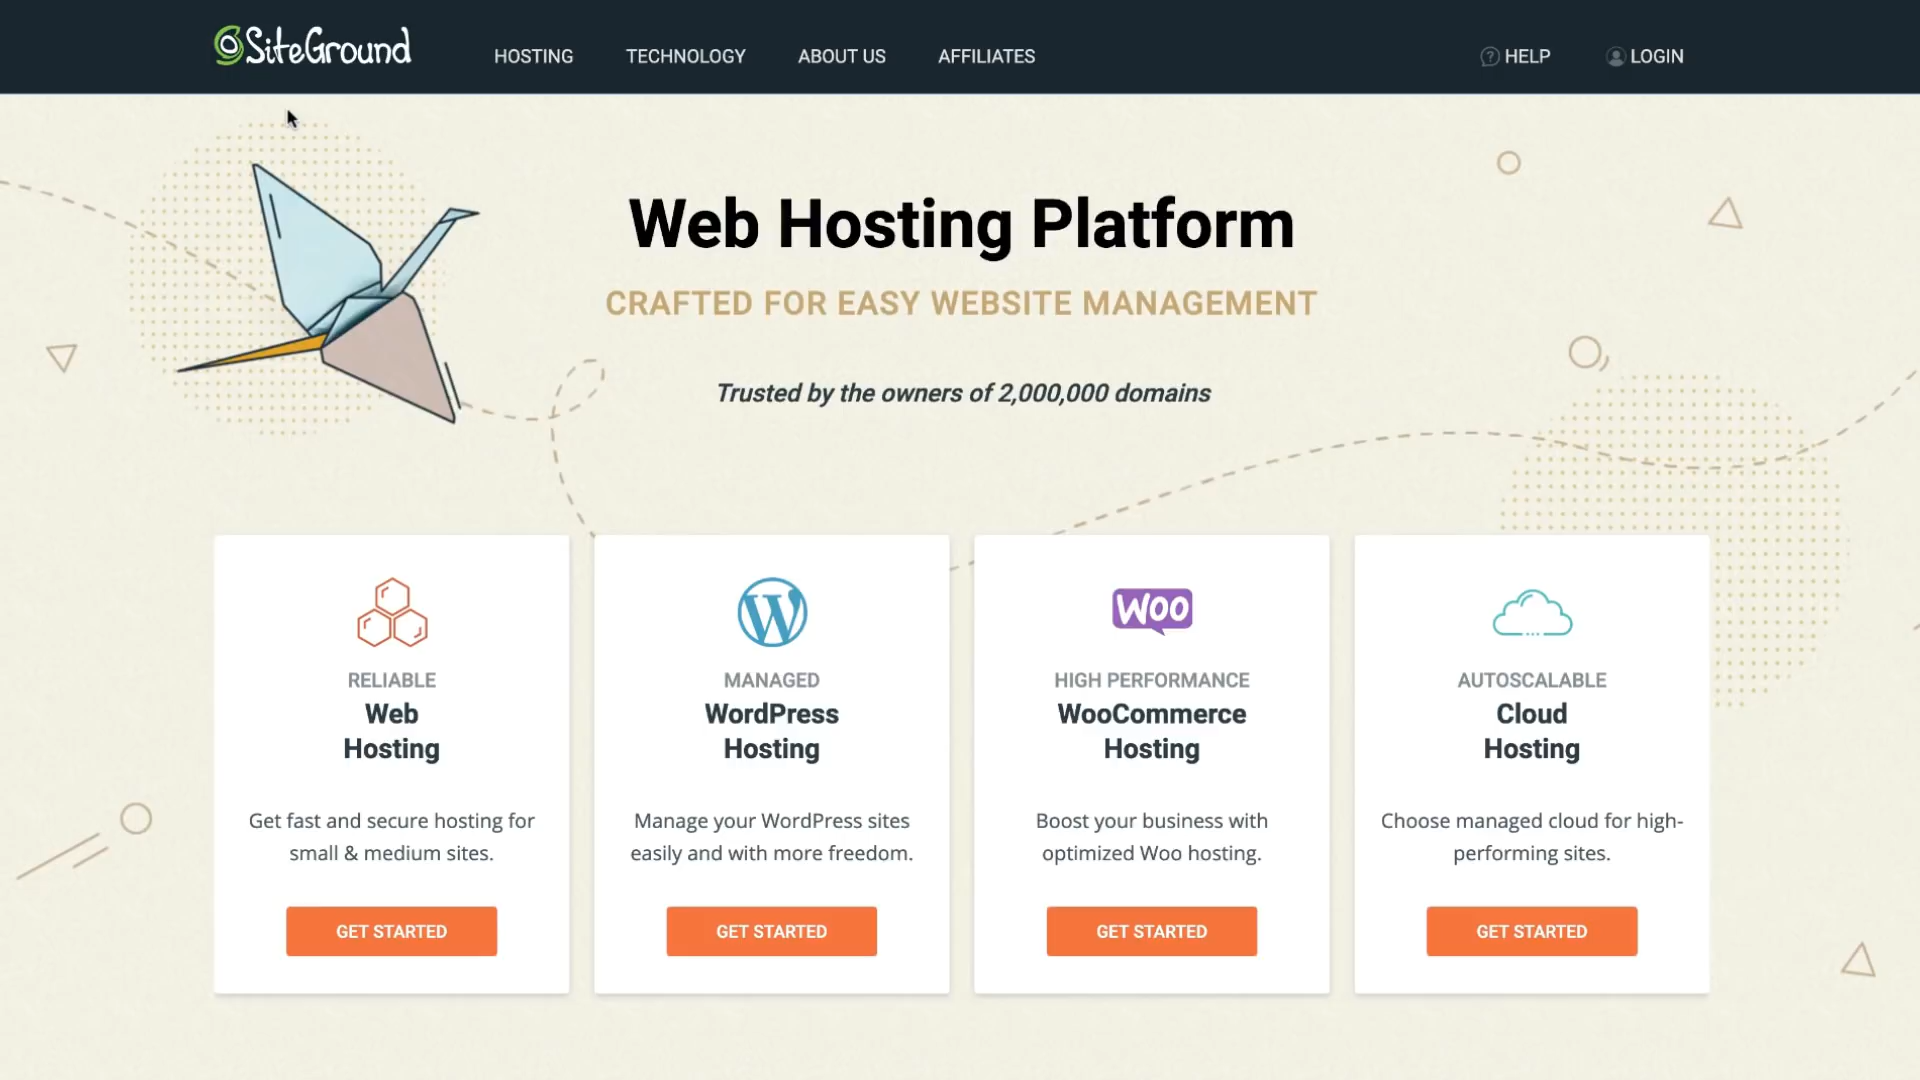 SiteGround
HOSTING
TECHNOLOGY
ABOUT US
AFFILIATES
HELP
LOGIN
Web Hosting Platform
CRAFTED FOR EASY WEBSITE MANAGEMENT
Trusted by the owners of 2,000,000 domains
RELIABLE
Web
Hosting
Get fast and secure hosting for
small & medium sites.
GET STARTED
MANAGED
WordPress
Hosting
Manage your WordPress sites
easily and with more freedom.
GET STARTED
Woo
HIGH PERFORMANCE
WooCommerce
Hosting
Boost your business with
optimized Woo hosting.
GET STARTED
AUTOSCALABLE
Cloud
Hosting
Choose managed cloud for high-
performing sites.
GET STARTED